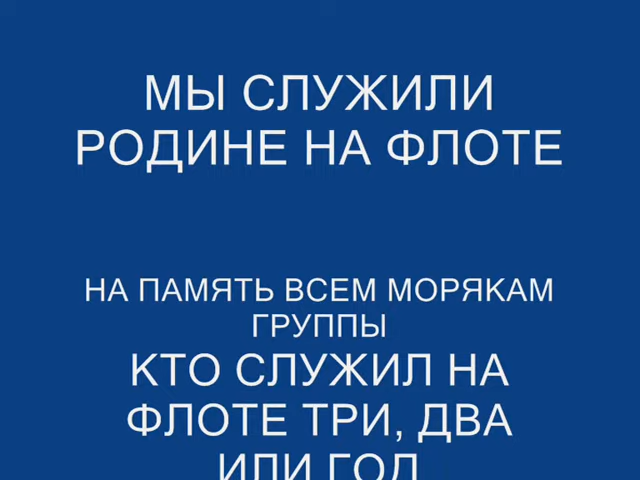 МЫ СЛУЖИЛИ
РОДИНЕ НА ФЛОТЕ
НА ПАМЯТЬ ВСЕМ МОРЯКАМ
ГРУППЫ
КТО СЛУЖИЛ НА
ФЛОТЕ ТРИ, ДВА
ИЛИ ГОД